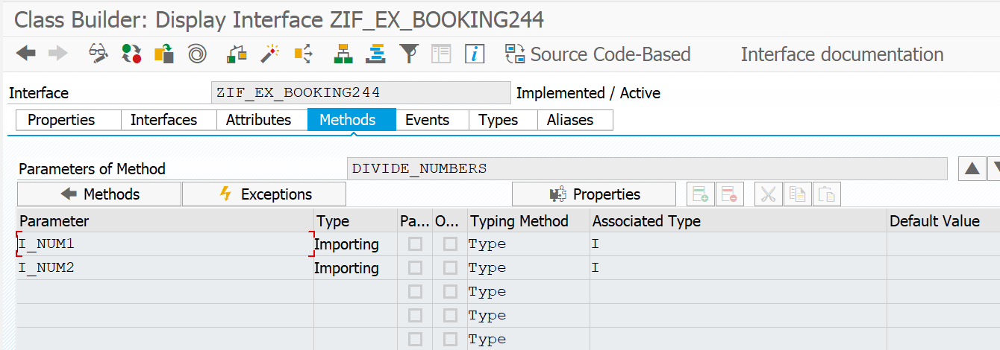 Class Builder: Display Interface ZIF_EX_BOOKING244
Source Code-Based Interface documentation
Interface ZIF_EX_BOOKING244 Implemented / Active
Properties Interfaces Attributes Methods Events Types Aliases
Parameters of Method DIVIDE_NUMBERS
Methods Exceptions Properties
Parameter Type Pa... O... Typing Method Associated Type Default Value
I_NUM1 Importing Type I
I_NUM2 Importing Type I
Type
Type
Type